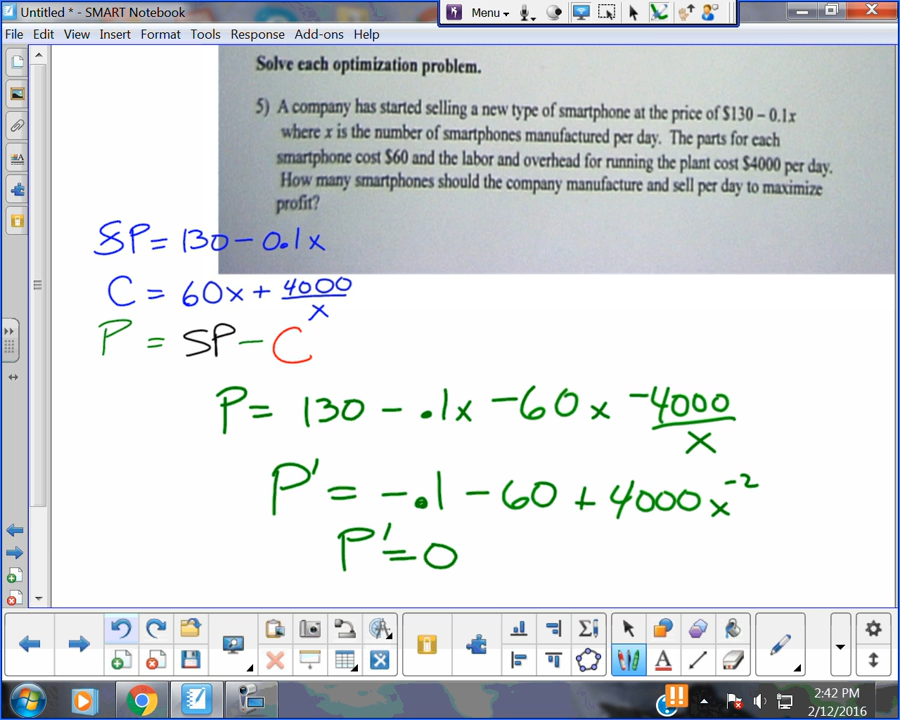 Untitled * - SMART Notebook
Menu
File Edit View Insert Format Tools Response Add-ons Help
Solve each optimization problem.
5) A company has started selling a new type of smartphone at the price of $130 – 0.1x
where x is the number of smartphones manufactured per day. The parts for each
smartphone cost $60 and the labor and overhead for running the plant cost $4000 per day.
How many smartphones should the company manufacture and sell per day to maximize
profit?
SP = 130 - 0.1x
C = 60x + 4000/x
P = SP - C
P = 130 - .1x - 60x - 4000/x
P' = -.1 - 60 + 4000x^-2
P' = 0
2:42 PM
2/12/2016